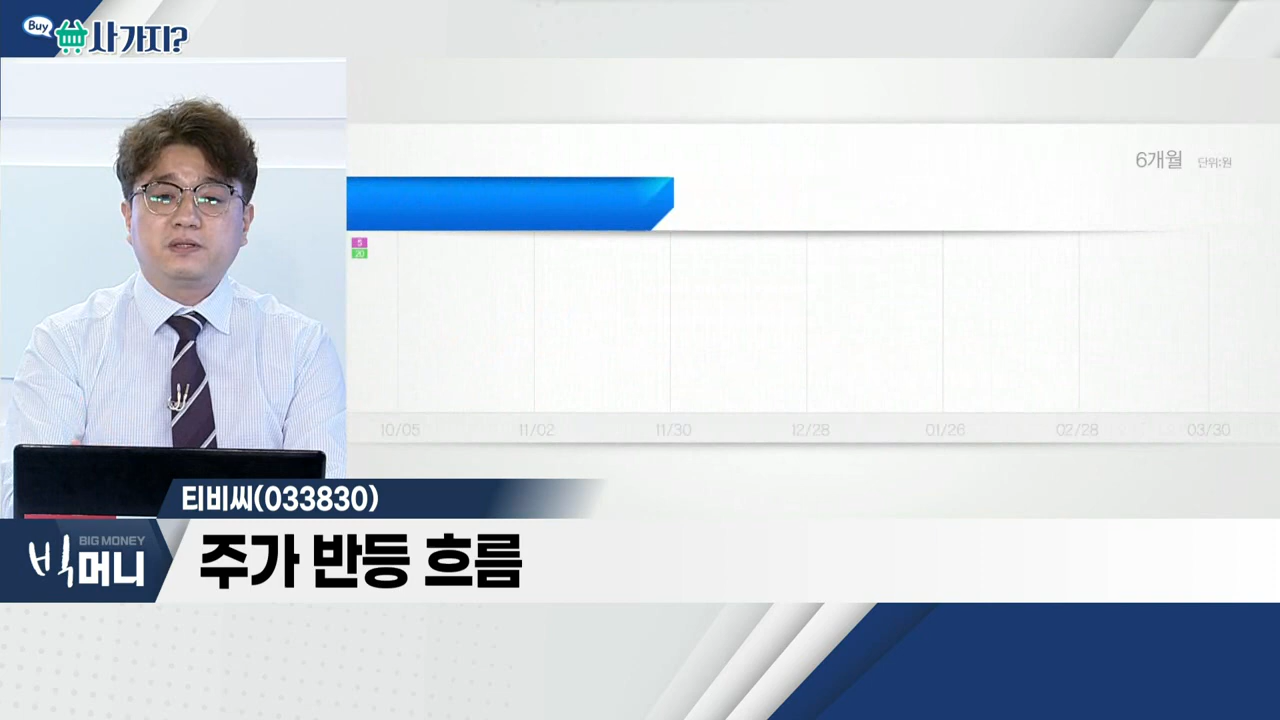 Buy
사가지?
6개월 단위:원
5
20
10/05 11/02 11/30 12/28 01/26 02/28 03/30
티비씨(033830)
BIG MONEY
빅머니
주가 반등 흐름